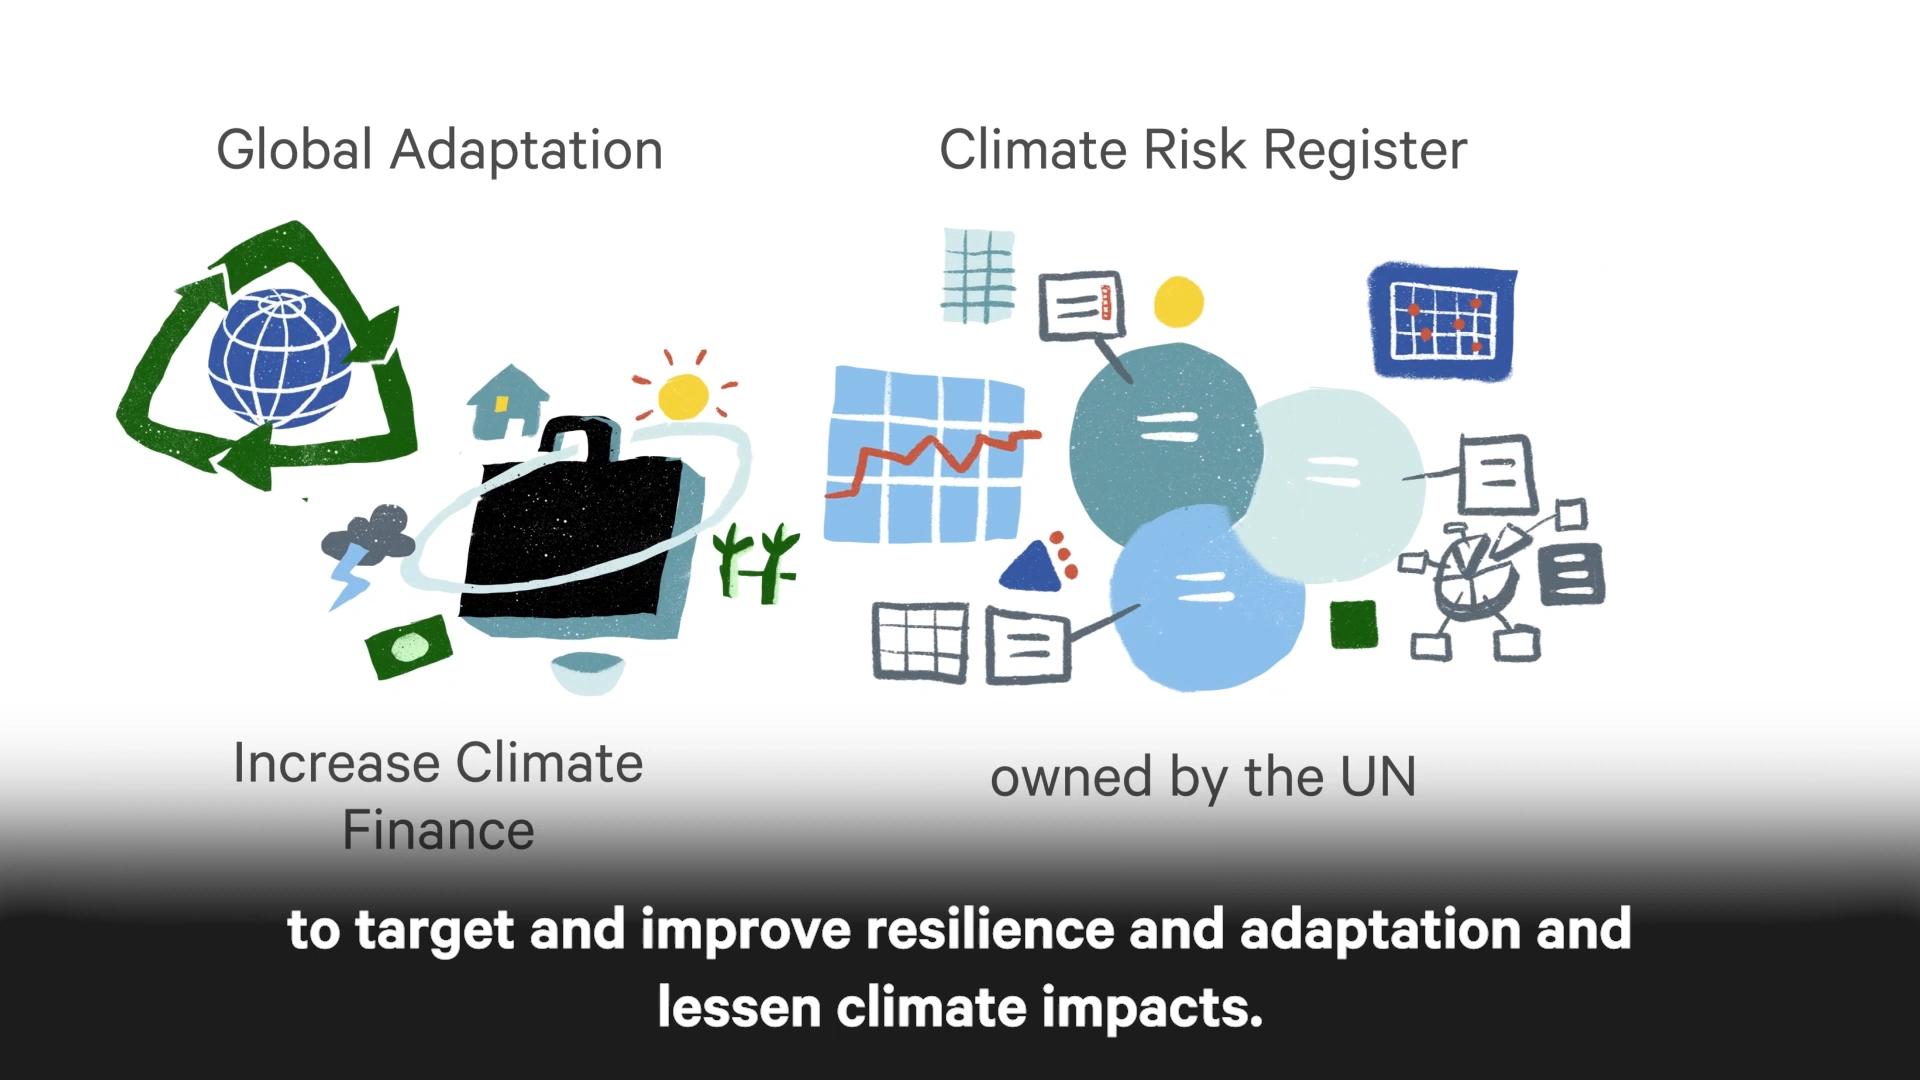 Global Adaptation
Climate Risk Register
Increase Climate
Finance
owned by the UN
to target and improve resilience and adaptation and
lessen climate impacts.